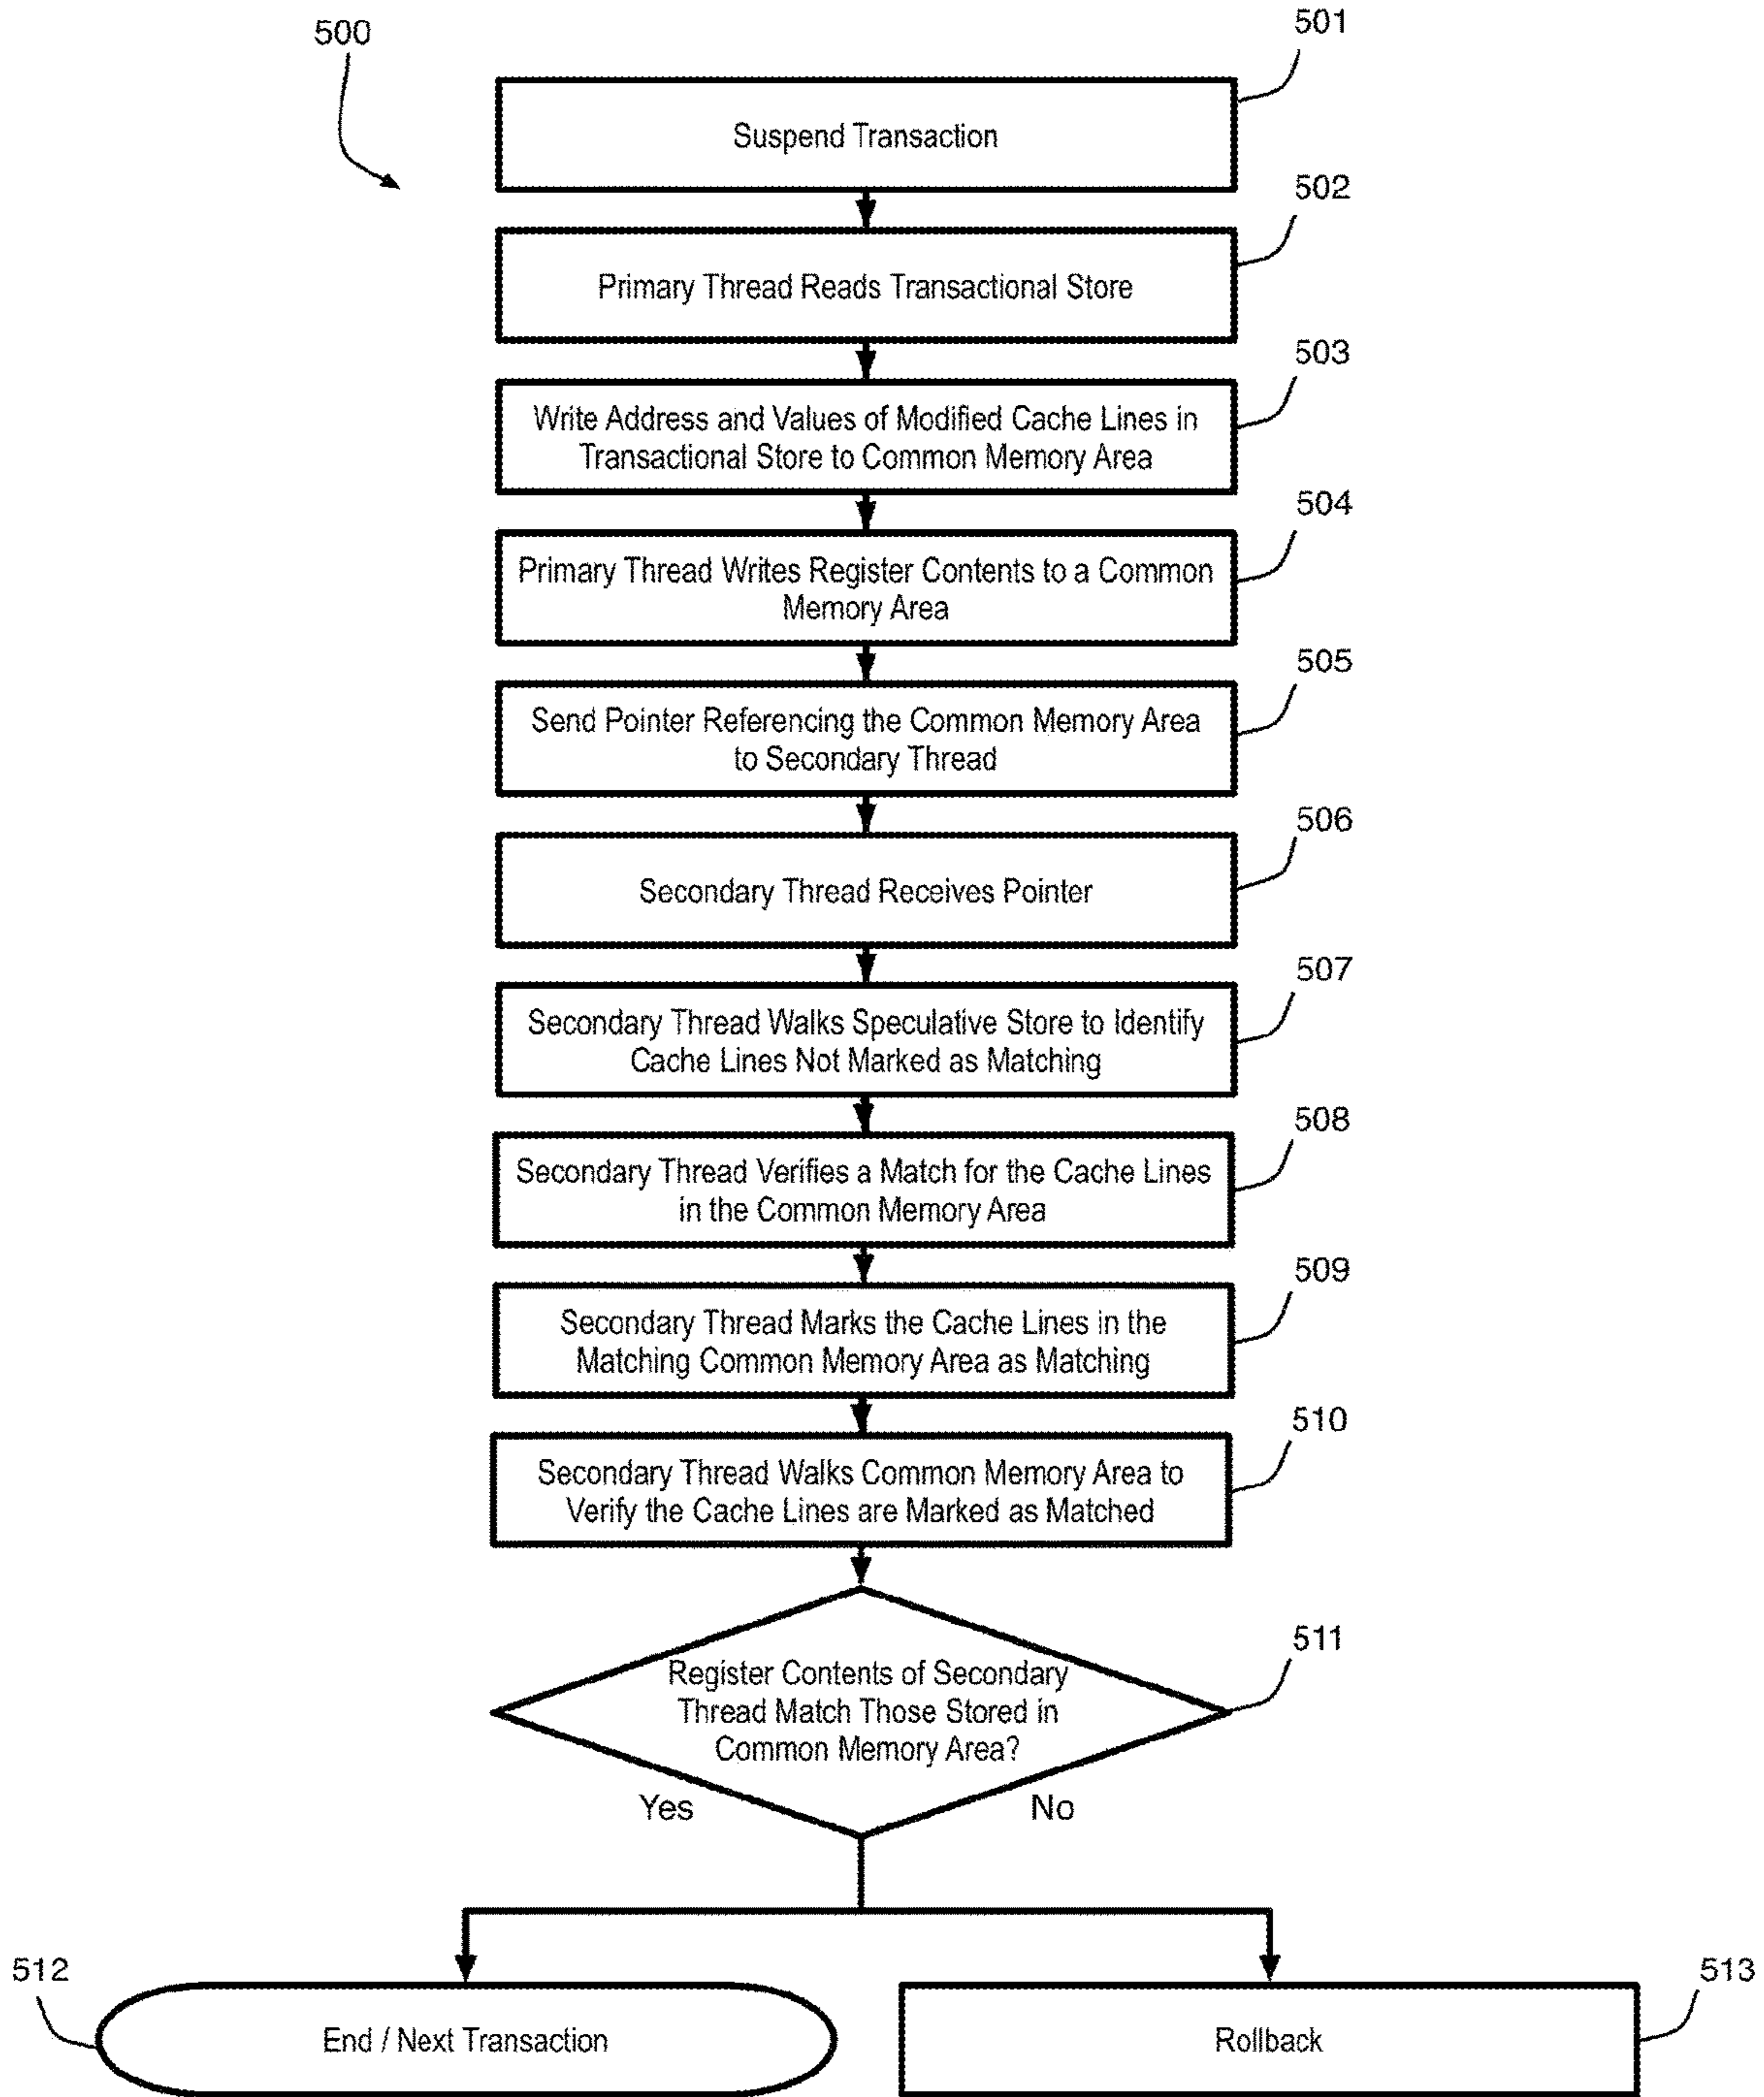 500
501
Suspend Transaction
502
Primary Thread Reads Transactional Store
503
Write Address and Values of Modified Cache Lines in
Transactional Store to Common Memory Area
504
Primary Thread Writes Register Contents to a Common
Memory Area
505
Send Pointer Referencing the Common Memory Area
to Secondary Thread
506
Secondary Thread Receives Pointer
507
Secondary Thread Walks Speculative Store to Identify
Cache Lines Not Marked as Matching
508
Secondary Thread Verifies a Match for the Cache Lines
in the Common Memory Area
509
Secondary Thread Marks the Cache Lines in the
Matching Common Memory Area as Matching
510
Secondary Thread Walks Common Memory Area to
Verify the Cache Lines are Marked as Matched
511
Register Contents of Secondary
Thread Match Those Stored in
Common Memory Area?
Yes
No
512
End / Next Transaction
513
Rollback